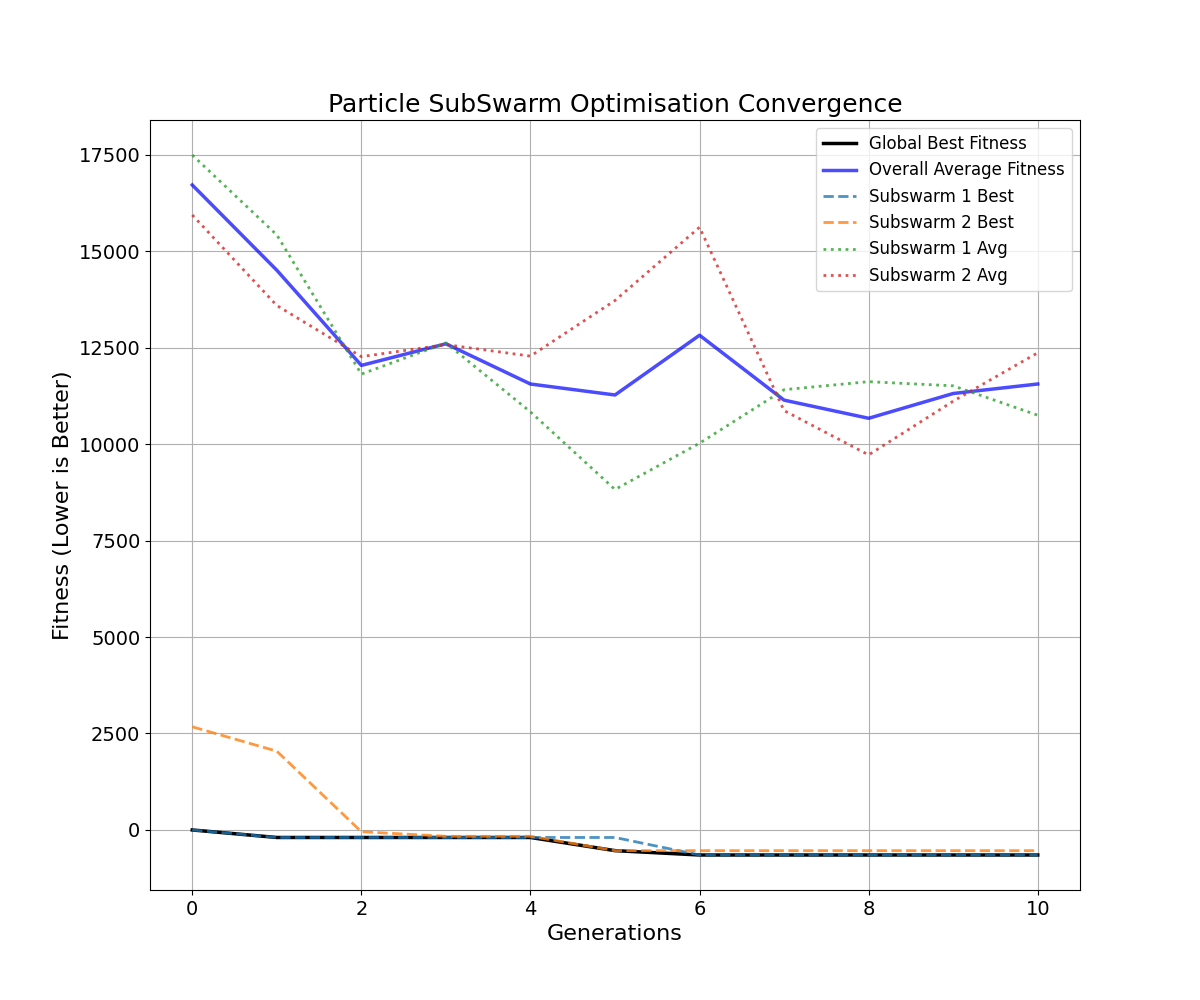 Particle SubSwarm Optimisation Convergence
Global Best Fitness
Overall Average Fitness
Subswarm 1 Best
Subswarm 2 Best
Subswarm 1 Avg
Subswarm 2 Avg
Fitness (Lower is Better)
17500
15000
12500
10000
7500
5000
2500
0
0 2 4 6 8 10
Generations